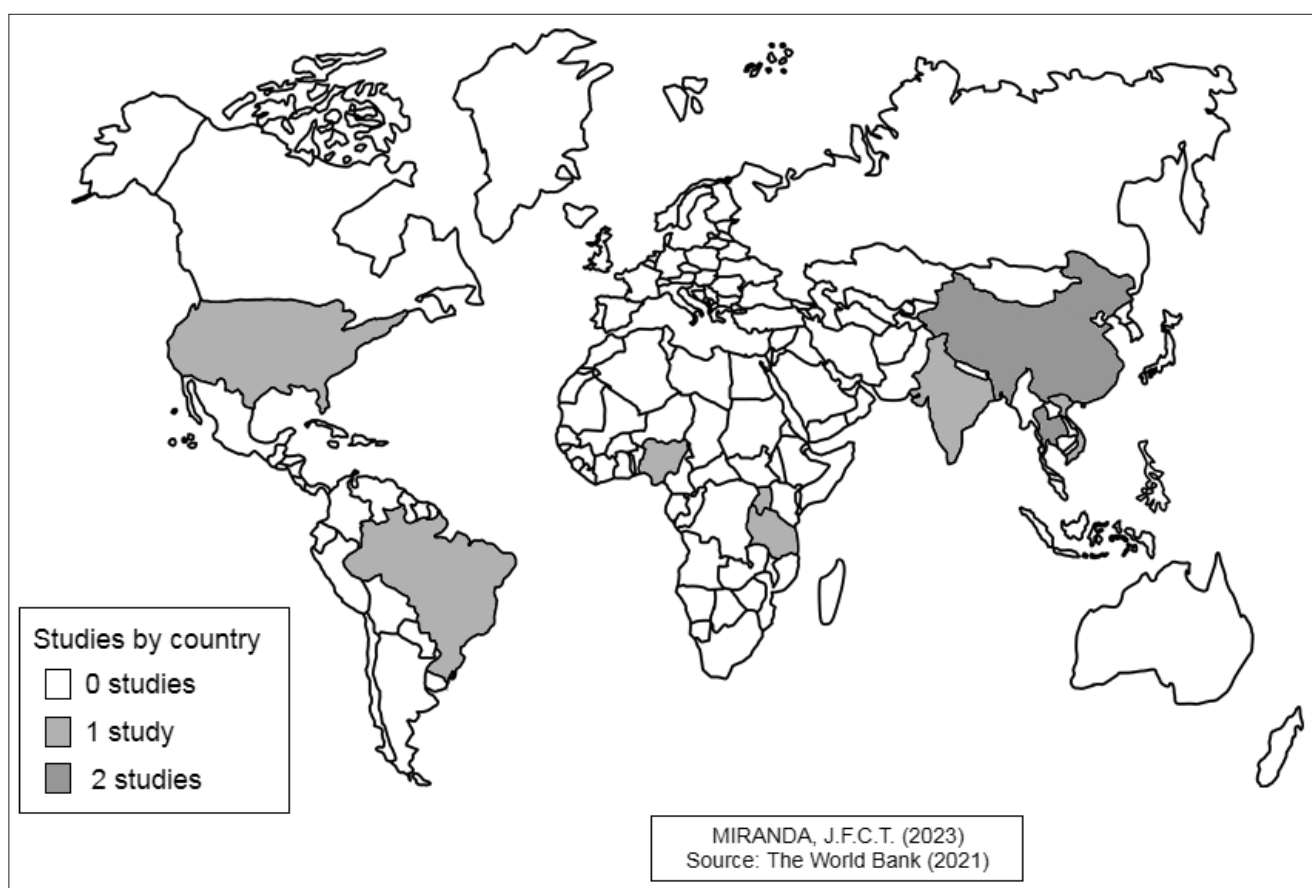 Studies by country
0 studies
1 study
2 studies
MIRANDA, J.F.C.T. (2023)
Source: The World Bank (2021)